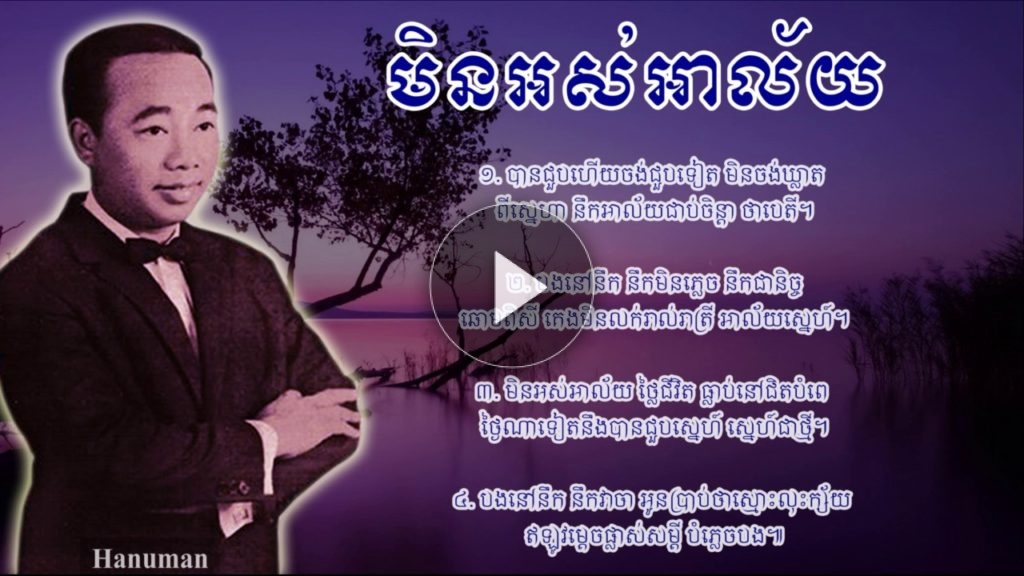 មិនអស់អាល័យ
១. បានជួបហើយចង់ជួបទៀត មិនចង់ឃ្លាត
ពីស្នេហា នឹកអាល័យជាប់ចិន្តា ថាបេតី។
២. បងនៅនឹក នឹកមិនភ្លេច នឹកជានិច្ច
ឆោមពិសី គេងមិនលក់រាល់រាត្រី អាល័យស្នេហ៍។
៣. មិនអស់អាល័យ ថ្លៃជីវិត ធ្លាប់នៅជិតបំពេ
ថ្ងៃណាទៀតនឹងបានជួបស្នេហ៍ ស្នេហ៍ជាថ្មី។
៤. បងនៅនឹក នឹកវាចា អូនប្រាប់ថាស្មោះលុះក្ស័យ
ឥឡូវម្ដេចផ្លាស់សម្ដី បំភ្លេចបង៕
Hanuman